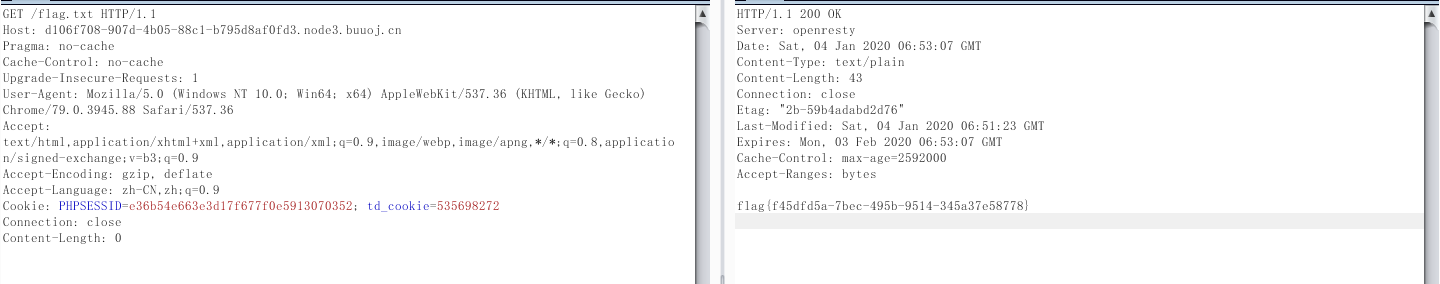 GET /flag.txt HTTP/1.1
Host: d106f708-907d-4b05-88c1-b795d8af0fd3.node3.buuoj.cn
Pragma: no-cache
Cache-Control: no-cache
Upgrade-Insecure-Requests: 1
User-Agent: Mozilla/5.0 (Windows NT 10.0; Win64; x64) AppleWebKit/537.36 (KHTML, like Gecko)
Chrome/79.0.3945.88 Safari/537.36
Accept:
text/html,application/xhtml+xml,application/xml;q=0.9,image/webp,image/apng,*/*;q=0.8,applicatio
n/signed-exchange;v=b3;q=0.9
Accept-Encoding: gzip, deflate
Accept-Language: zh-CN,zh;q=0.9
Cookie: PHPSESSID=e36b54e663e3d17f677f0e5913070352; td_cookie=535698272
Connection: close
Content-Length: 0
HTTP/1.1 200 OK
Server: openresty
Date: Sat, 04 Jan 2020 06:53:07 GMT
Content-Type: text/plain
Content-Length: 43
Connection: close
Etag: "2b-59b4adabd2d76"
Last-Modified: Sat, 04 Jan 2020 06:51:23 GMT
Expires: Mon, 03 Feb 2020 06:53:07 GMT
Cache-Control: max-age=2592000
Accept-Ranges: bytes
flag{f45dfd5a-7bec-495b-9514-345a37e58778}